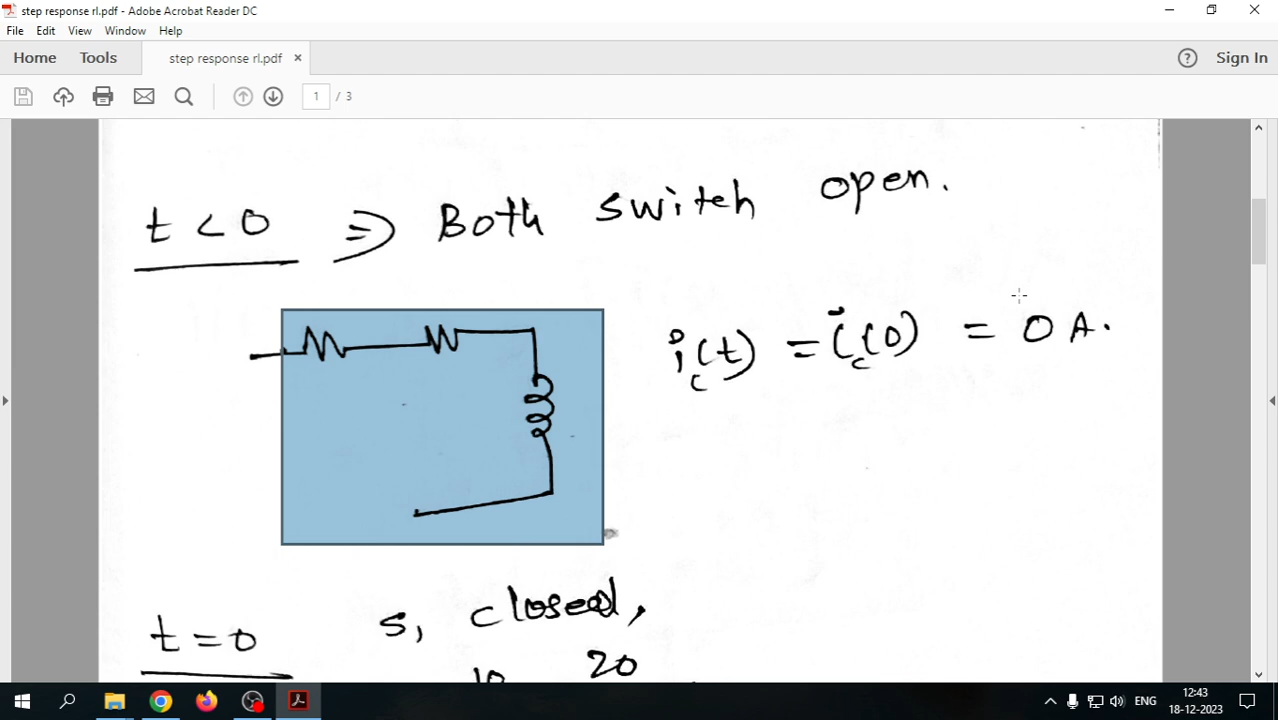 step response rl.pdf - Adobe Acrobat Reader DC
File Edit View Window Help
Home Tools step response rl.pdf × Sign In
1 / 3
t < 0 ⇒ Both switch open.
i_c(t) = i_c(0) = 0 A.
t = 0 S, closed,
10 20
ENG
12:43
18-12-2023